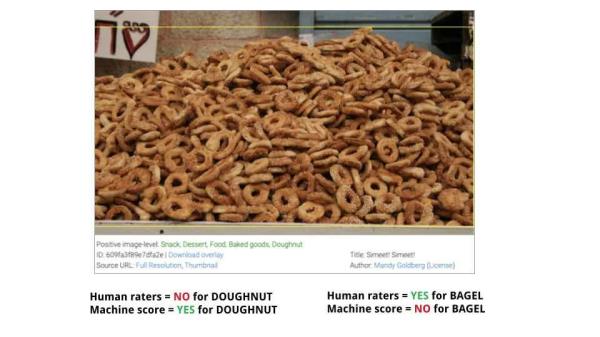 Positive image-level: Snack, Dessert, Food, Baked goods, Doughnut
ID: 609fa3f89e7dfa2e | Download overlay
Title: Simeet! Simeet!
Source URL: Full Resolution, Thumbnail
Author: Mandy Goldberg (License)
Human raters = NO for DOUGHNUT
Machine score = YES for DOUGHNUT
Human raters = YES for BAGEL
Machine score = NO for BAGEL